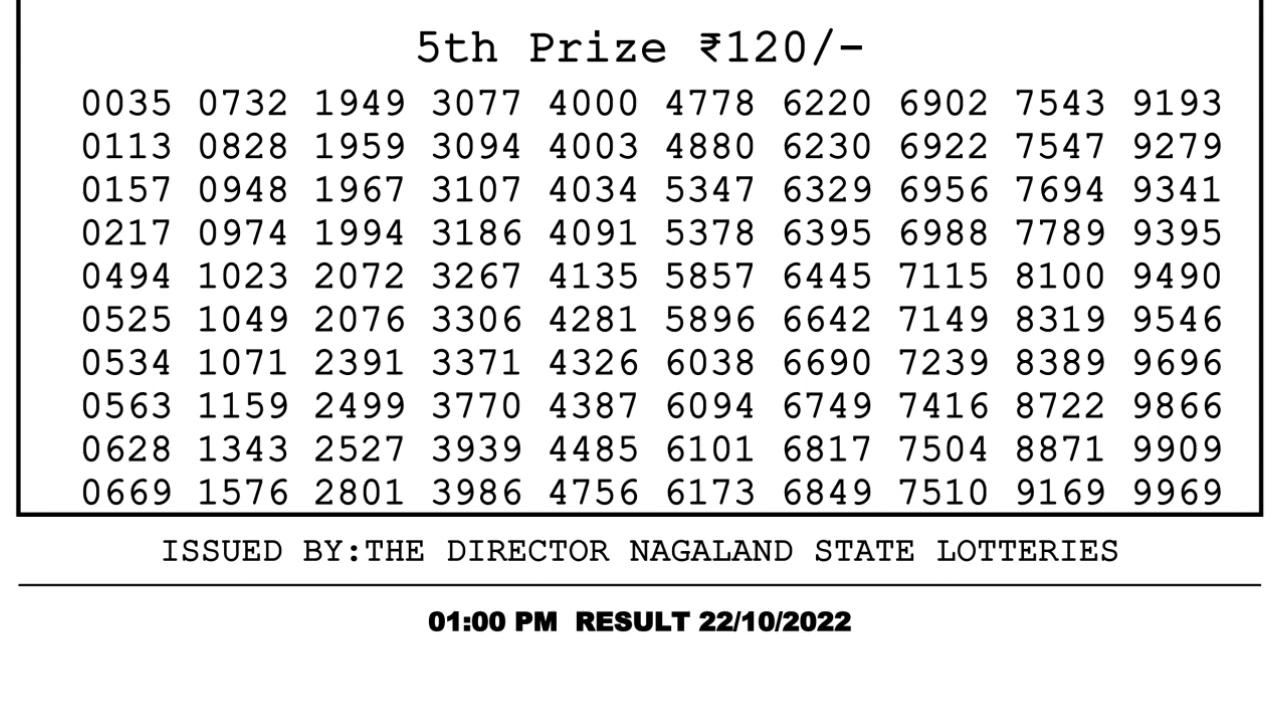 5th Prize ₹120/-
0035 0732 1949 3077 4000 4778 6220 6902 7543 9193
0113 0828 1959 3094 4003 4880 6230 6922 7547 9279
0157 0948 1967 3107 4034 5347 6329 6956 7694 9341
0217 0974 1994 3186 4091 5378 6395 6988 7789 9395
0494 1023 2072 3267 4135 5857 6445 7115 8100 9490
0525 1049 2076 3306 4281 5896 6642 7149 8319 9546
0534 1071 2391 3371 4326 6038 6690 7239 8389 9696
0563 1159 2499 3770 4387 6094 6749 7416 8722 9866
0628 1343 2527 3939 4485 6101 6817 7504 8871 9909
0669 1576 2801 3986 4756 6173 6849 7510 9169 9969
ISSUED BY:THE DIRECTOR NAGALAND STATE LOTTERIES
01:00 PM RESULT 22/10/2022